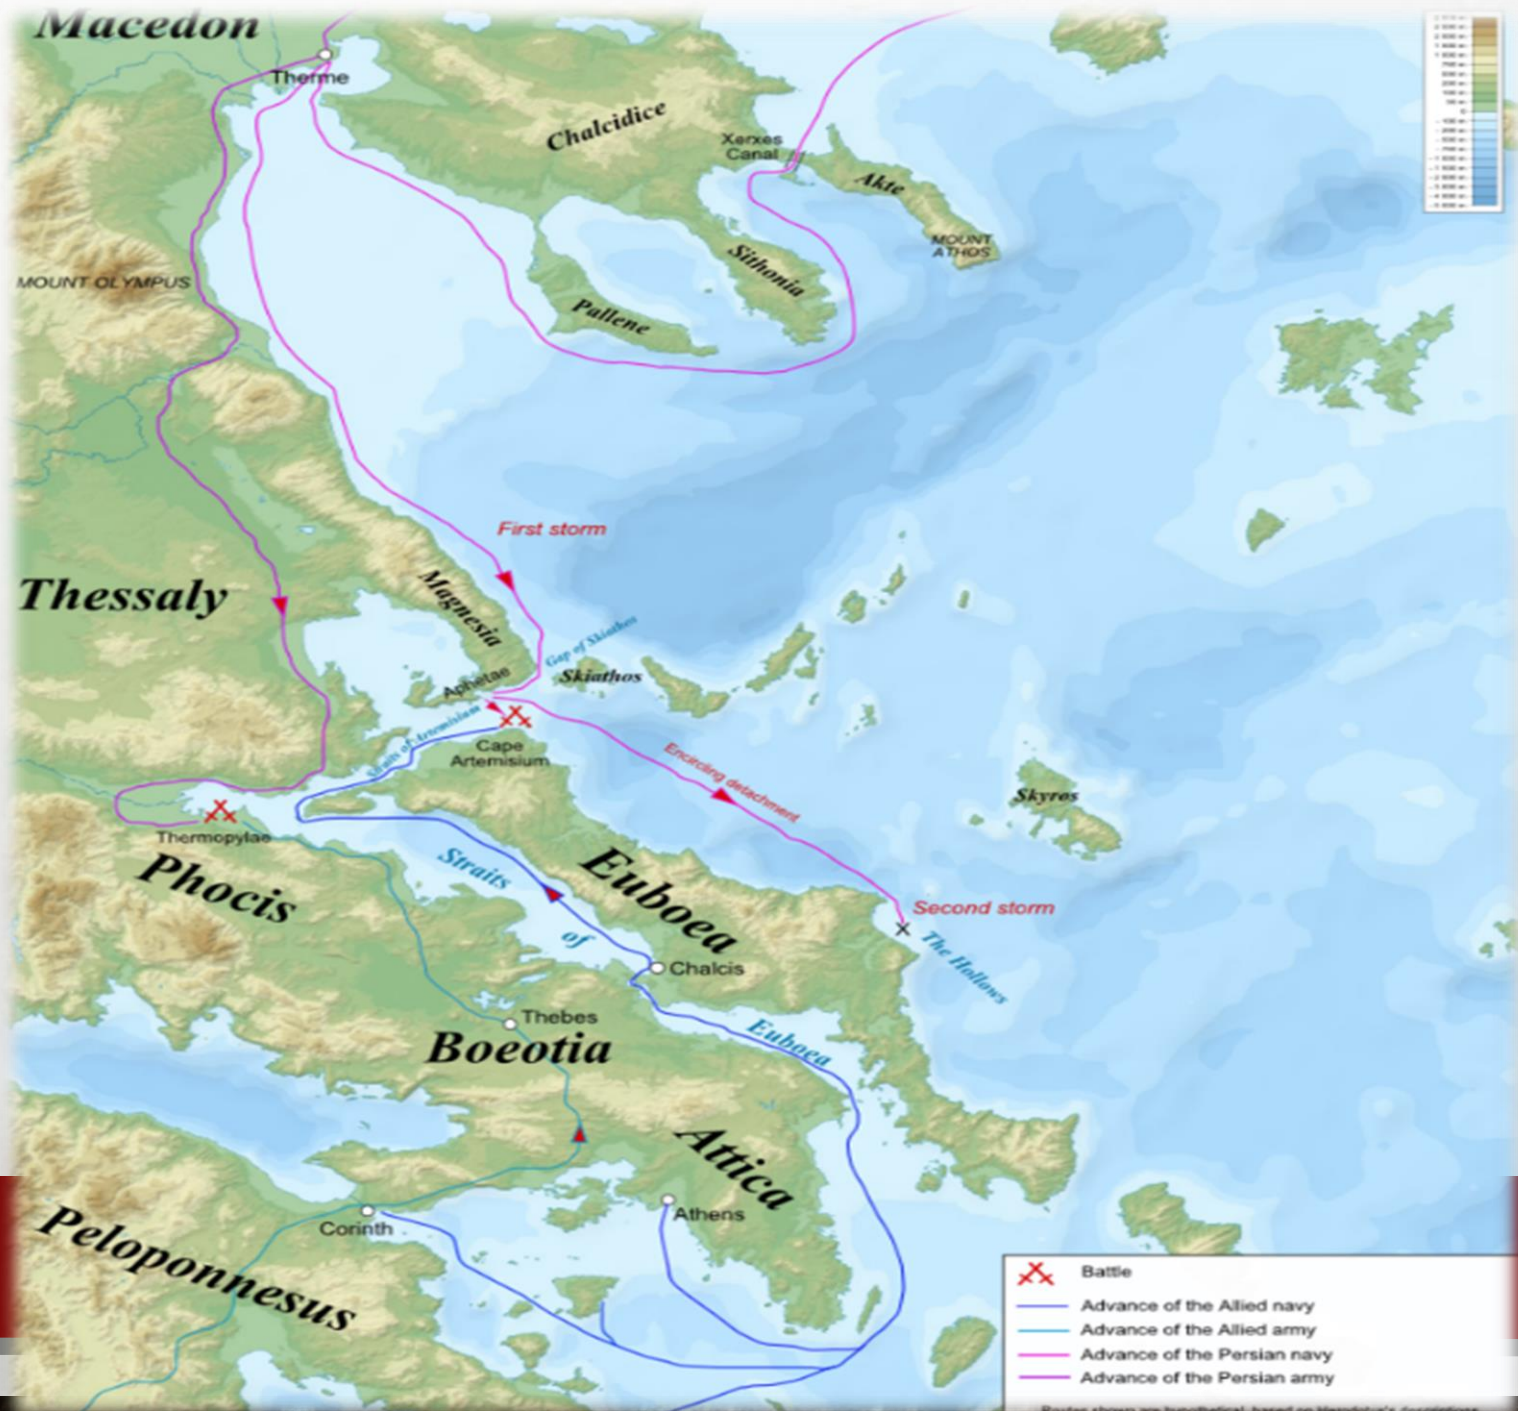 Macedon
Therme
Chalcidice
Xerxes
Canal
Akte
MOUNT
ATHOS
Sithonia
Pallene
MOUNT OLYMPUS
First storm
Thessaly
Magnesia
Gap of Skiathos
Aphetae
Skiathos
Straits of Artemisium
Cape
Artemisium
Encircling detachment
Skyros
Thermopylae
Phocis
Straits
of
Euboea
Euboea
Second storm
The Hollows
Chalcis
Thebes
Boeotia
Attica
Athens
Corinth
Peloponnesus
Battle
Advance of the Allied navy
Advance of the Allied army
Advance of the Persian navy
Advance of the Persian army